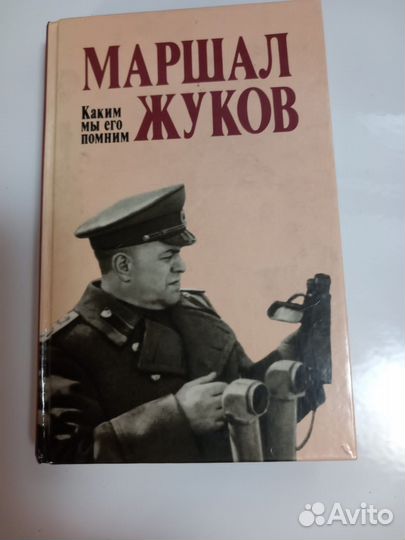 МАРШАЛ
Каким
мы его
помним
ЖУКОВ
Avito